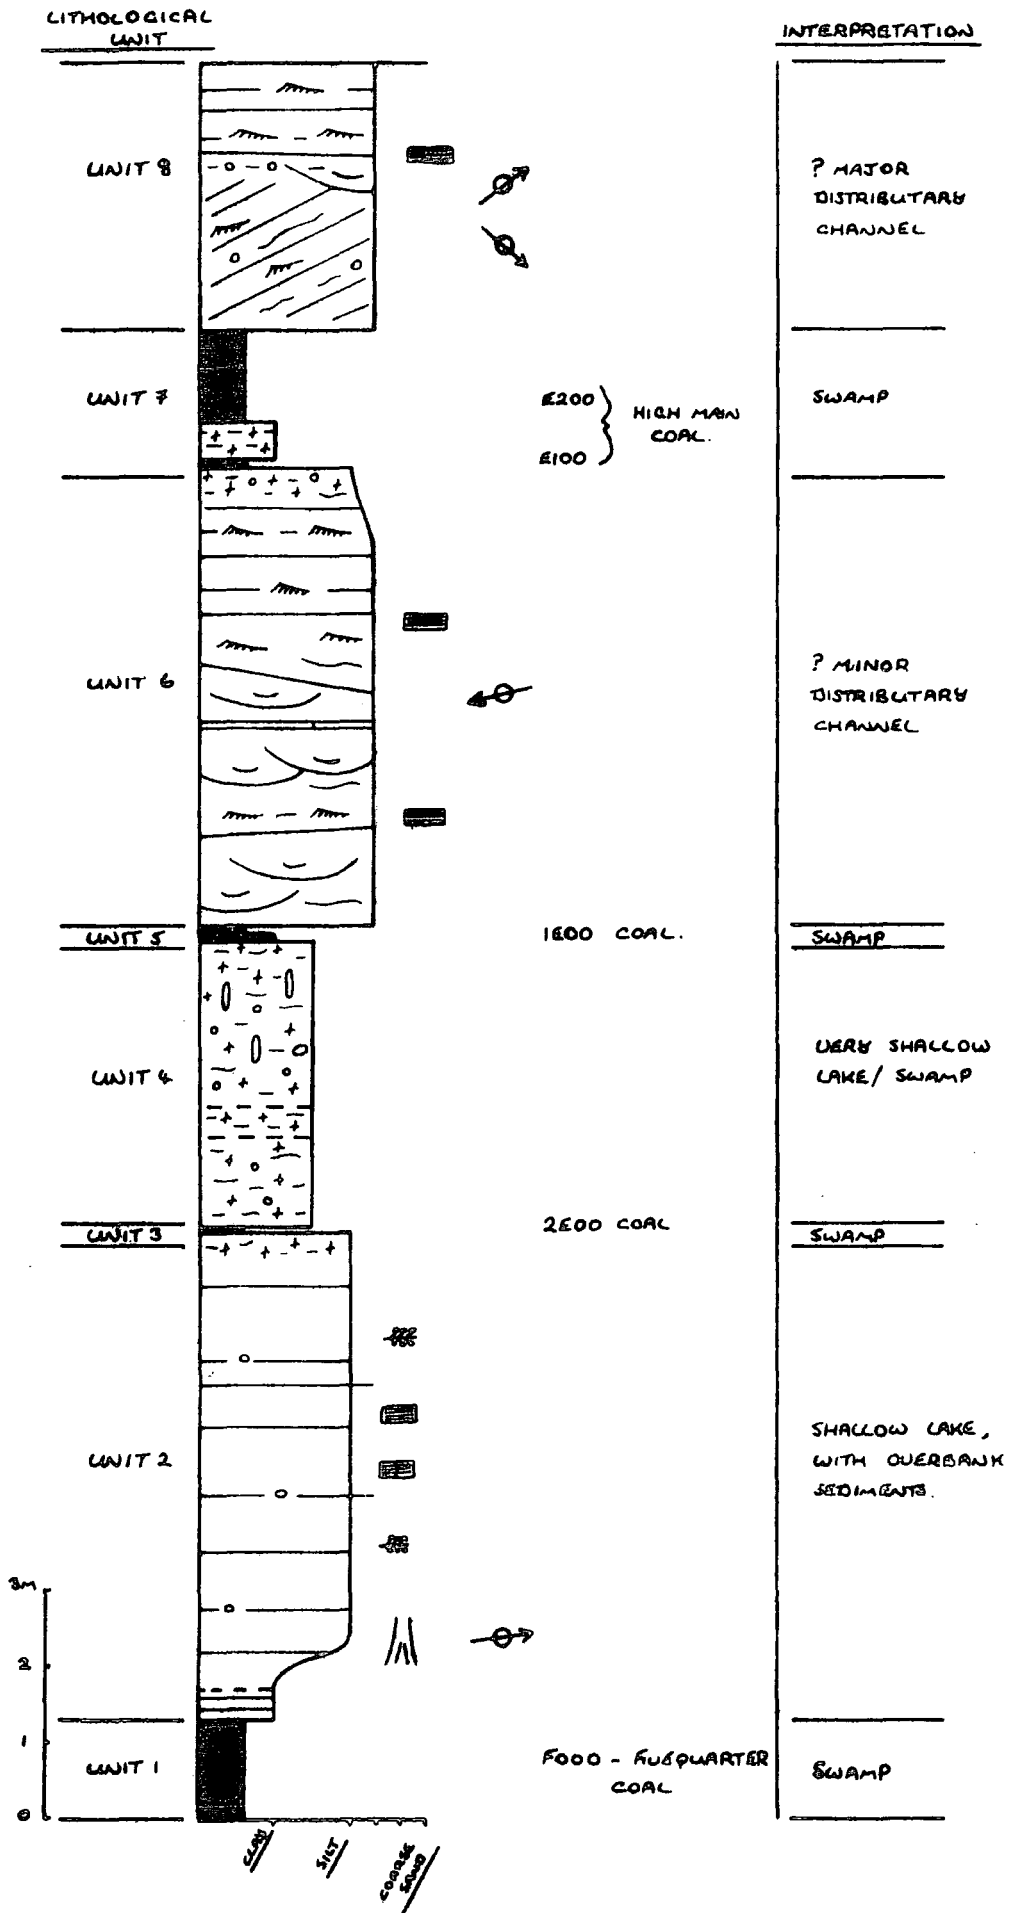 LITHOLOGICAL
UNIT
INTERPRETATION
UNIT 8
? MAJOR
DISTRIBUTARY
CHANNEL
UNIT 7
E200
E100
HIGH MAIN
COAL.
SWAMP
UNIT 6
? MINOR
DISTRIBUTARY
CHANNEL
UNIT 5
1E00 COAL.
SWAMP
UNIT 4
VERY SHALLOW
LAKE/ SWAMP
UNIT 3
2E00 COAL
SWAMP
UNIT 2
SHALLOW LAKE,
WITH OVERBANK
SEDIMENTS.
3M
2
1
0
UNIT 1
F000 - FIVEQUARTER
COAL
SWAMP
CLAY
SILT
COARSE
SAND